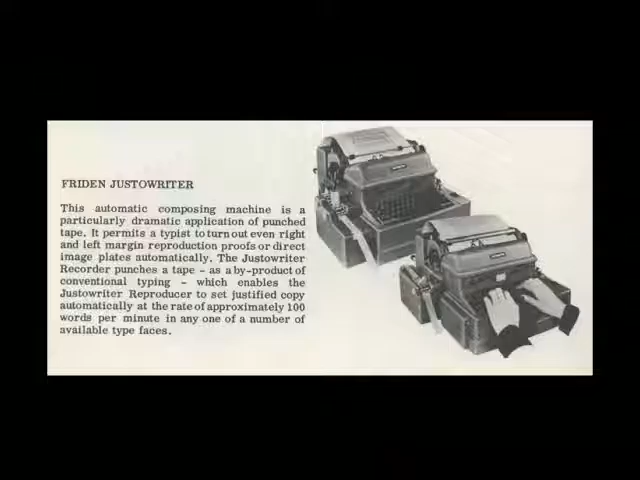 FRIDEN JUSTOWRITER
This automatic composing machine is a
particularly dramatic application of punched
tape. It permits a typist to turn out even right
and left margin reproduction proofs or direct
image plates automatically. The Justowriter
Recorder punches a tape - as a by-product of
conventional typing - which enables the
Justowriter Reproducer to set justified copy
automatically at the rate of approximately 100
words per minute in any one of a number of
available type faces.